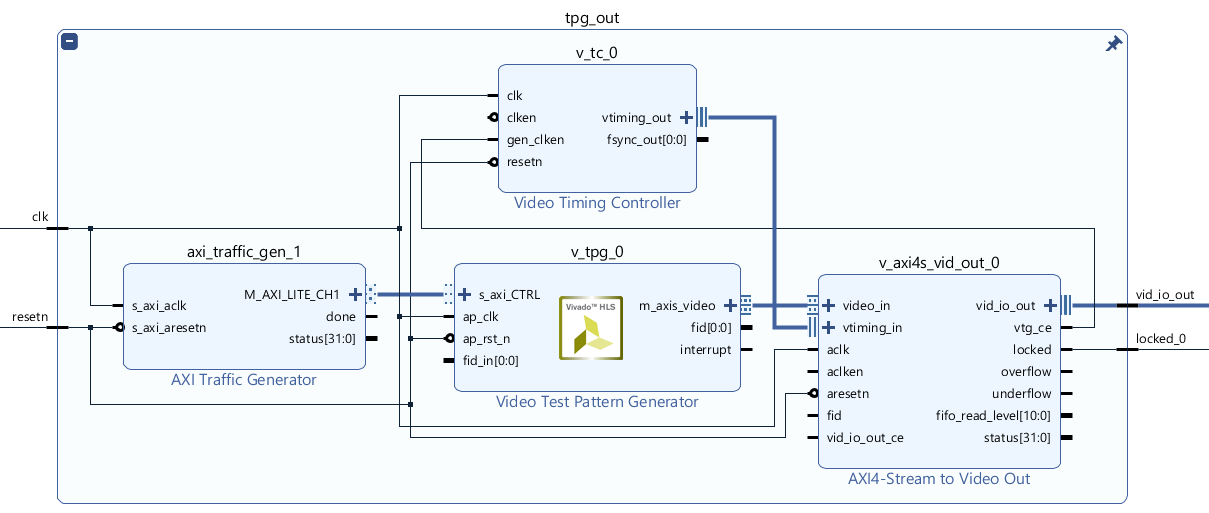 tpg_out
v_tc_0
clk
clken
gen_clken
resetn
vtiming_out
fsync_out[0:0]
Video Timing Controller
clk
resetn
axi_traffic_gen_1
s_axi_aclk
s_axi_aresetn
M_AXI_LITE_CH1
done
status[31:0]
AXI Traffic Generator
v_tpg_0
s_axi_CTRL
ap_clk
ap_rst_n
fid_in[0:0]
Vivado™ HLS
m_axis_video
fid[0:0]
interrupt
Video Test Pattern Generator
v_axi4s_vid_out_0
video_in
vtiming_in
aclk
aclken
aresetn
fid
vid_io_out_ce
vid_io_out
vtg_ce
locked
overflow
underflow
fifo_read_level[10:0]
status[31:0]
AXI4-Stream to Video Out
vid_io_out
locked_0